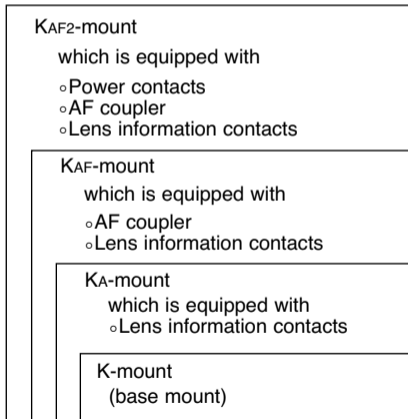 KAF2-mount
which is equipped with
◦Power contacts
◦AF coupler
◦Lens information contacts
KAF-mount
which is equipped with
◦AF coupler
◦Lens information contacts
KA-mount
which is equipped with
◦Lens information contacts
K-mount
(base mount)